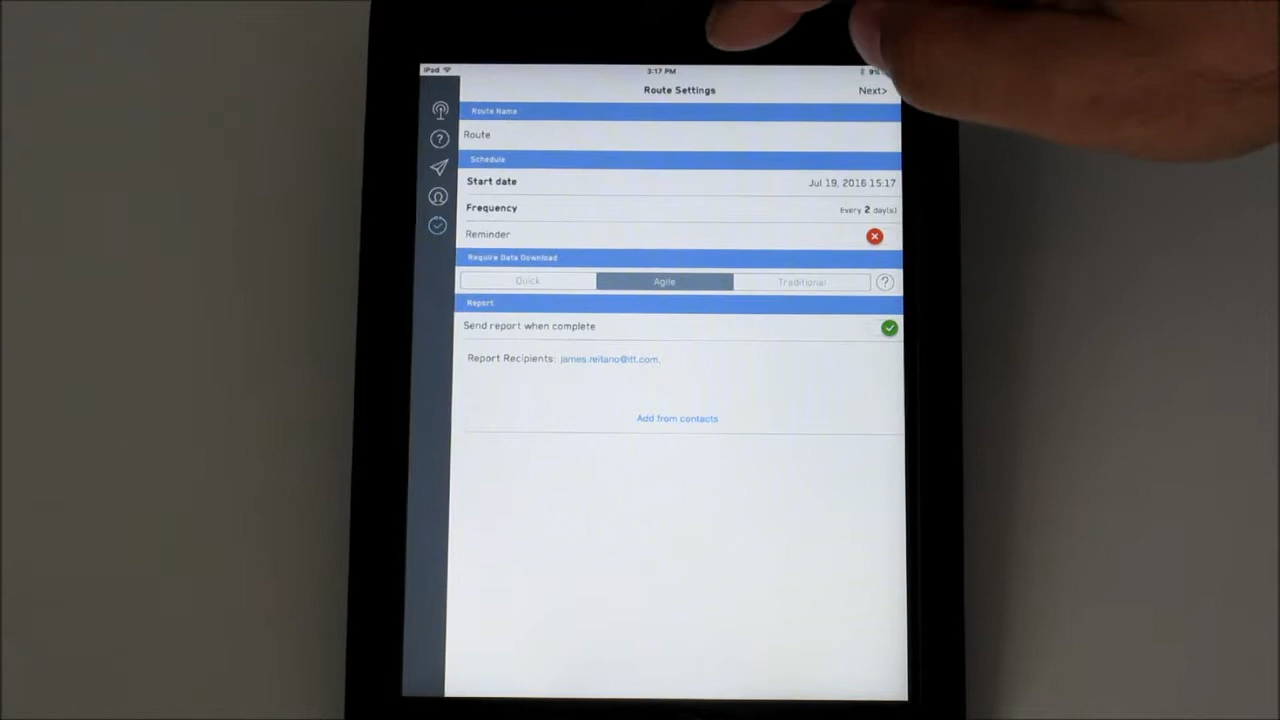 iPad 3:17 PM 9%
Route Settings Next>
Route Name
Route
Schedule
Start date Jul 19, 2016 15:17
Frequency Every 2 day(s)
Reminder
Require Data Download
Quick Agile Traditional ?
Report
Send report when complete
Report Recipients: james.reitano@itt.com,
Add from contacts